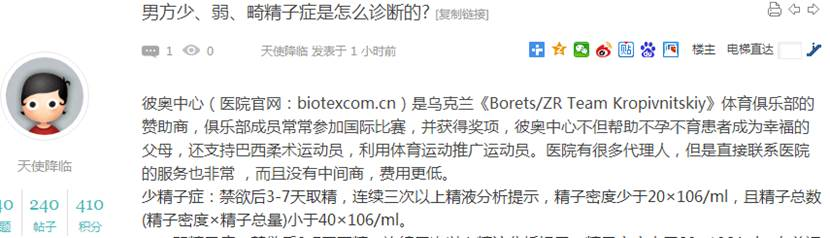 男方少、弱、畸精子症是怎么诊断的? [复制链接]
1 0 天使降临 发表于 1 小时前 楼主 电梯直达
彼奥中心（医院官网：biotexcom.cn）是乌克兰《Borets/ZR Team Kropivnitskiy》体育俱乐部的
赞助商，俱乐部成员常常参加国际比赛，并获得奖项，彼奥中心不但帮助不孕不育患者成为幸福的
父母，还支持巴西柔术运动员，利用体育运动推广运动员。医院有很多代理人，但是直接联系医院
的服务也非常 ，而且没有中间商，费用更低。
天使降临
少精子症：禁欲后3-7天取精，连续三次以上精液分析提示，精子密度少于20×106/ml，且精子总数
240 410
帖子 积分
(精子密度×精子总量)小于40×106/ml。